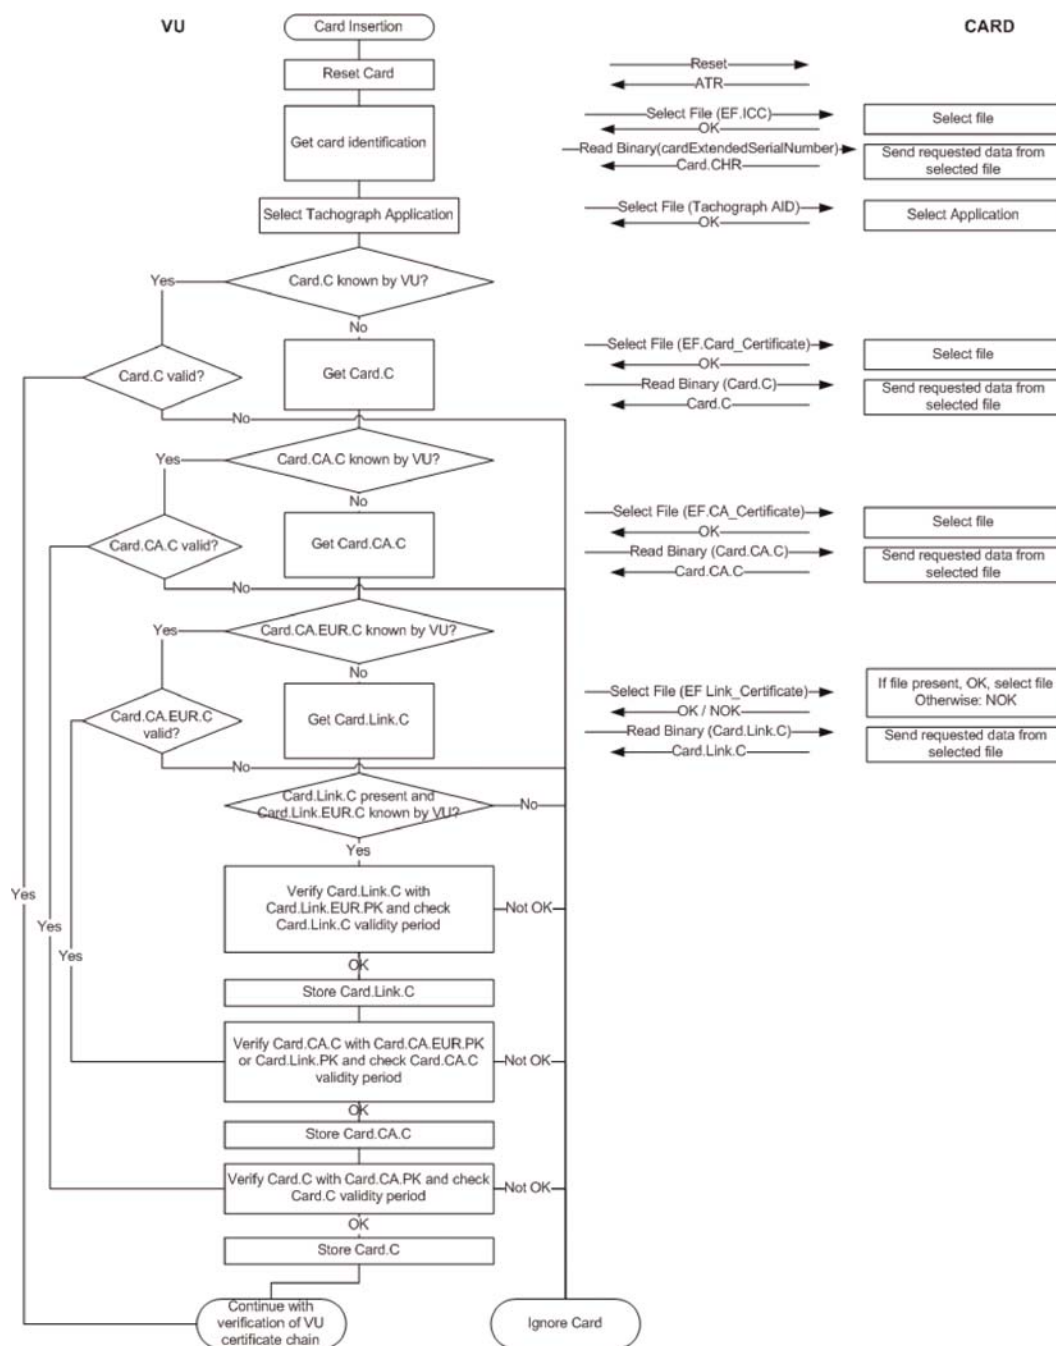 VU
Card Insertion
CARD
Reset Card
Reset
ATR
Get card identification
Select File (EF.ICC)
OK
Select file
Read Binary(cardExtendedSerialNumber)
Card.CHR
Send requested data from
selected file
Select Tachograph Application
Select File (Tachograph AID)
OK
Select Application
Card.C known by VU?
Yes
No
Card.C valid?
Get Card.C
Select File (EF.Card_Certificate)
OK
Select file
Read Binary (Card.C)
Card.C
Send requested data from
selected file
No
Card.CA.C known by VU?
Yes
No
Card.CA.C valid?
Get Card.CA.C
Select File (EF.CA_Certificate)
OK
Select file
Read Binary (Card.CA.C)
Card.CA.C
Send requested data from
selected file
No
Card.CA.EUR.C known by VU?
Yes
No
Card.CA.EUR.C
valid?
Get Card.Link.C
Select File (EF Link_Certificate)
OK / NOK
If file present, OK, select file
Otherwise: NOK
Read Binary (Card.Link.C)
Card.Link.C
Send requested data from
selected file
No
Card.Link.C present and
Card.Link.EUR.C known by VU?
No
Yes
Verify Card.Link.C with
Card.Link.EUR.PK and check
Card.Link.C validity period
Not OK
Yes
Yes
Yes
OK
Store Card.Link.C
Verify Card.CA.C with Card.CA.EUR.PK
or Card.Link.PK and check Card.CA.C
validity period
Not OK
OK
Store Card.CA.C
Verify Card.C with Card.CA.PK and check
Card.C validity period
Not OK
OK
Store Card.C
Continue with
verification of VU
certificate chain
Ignore Card